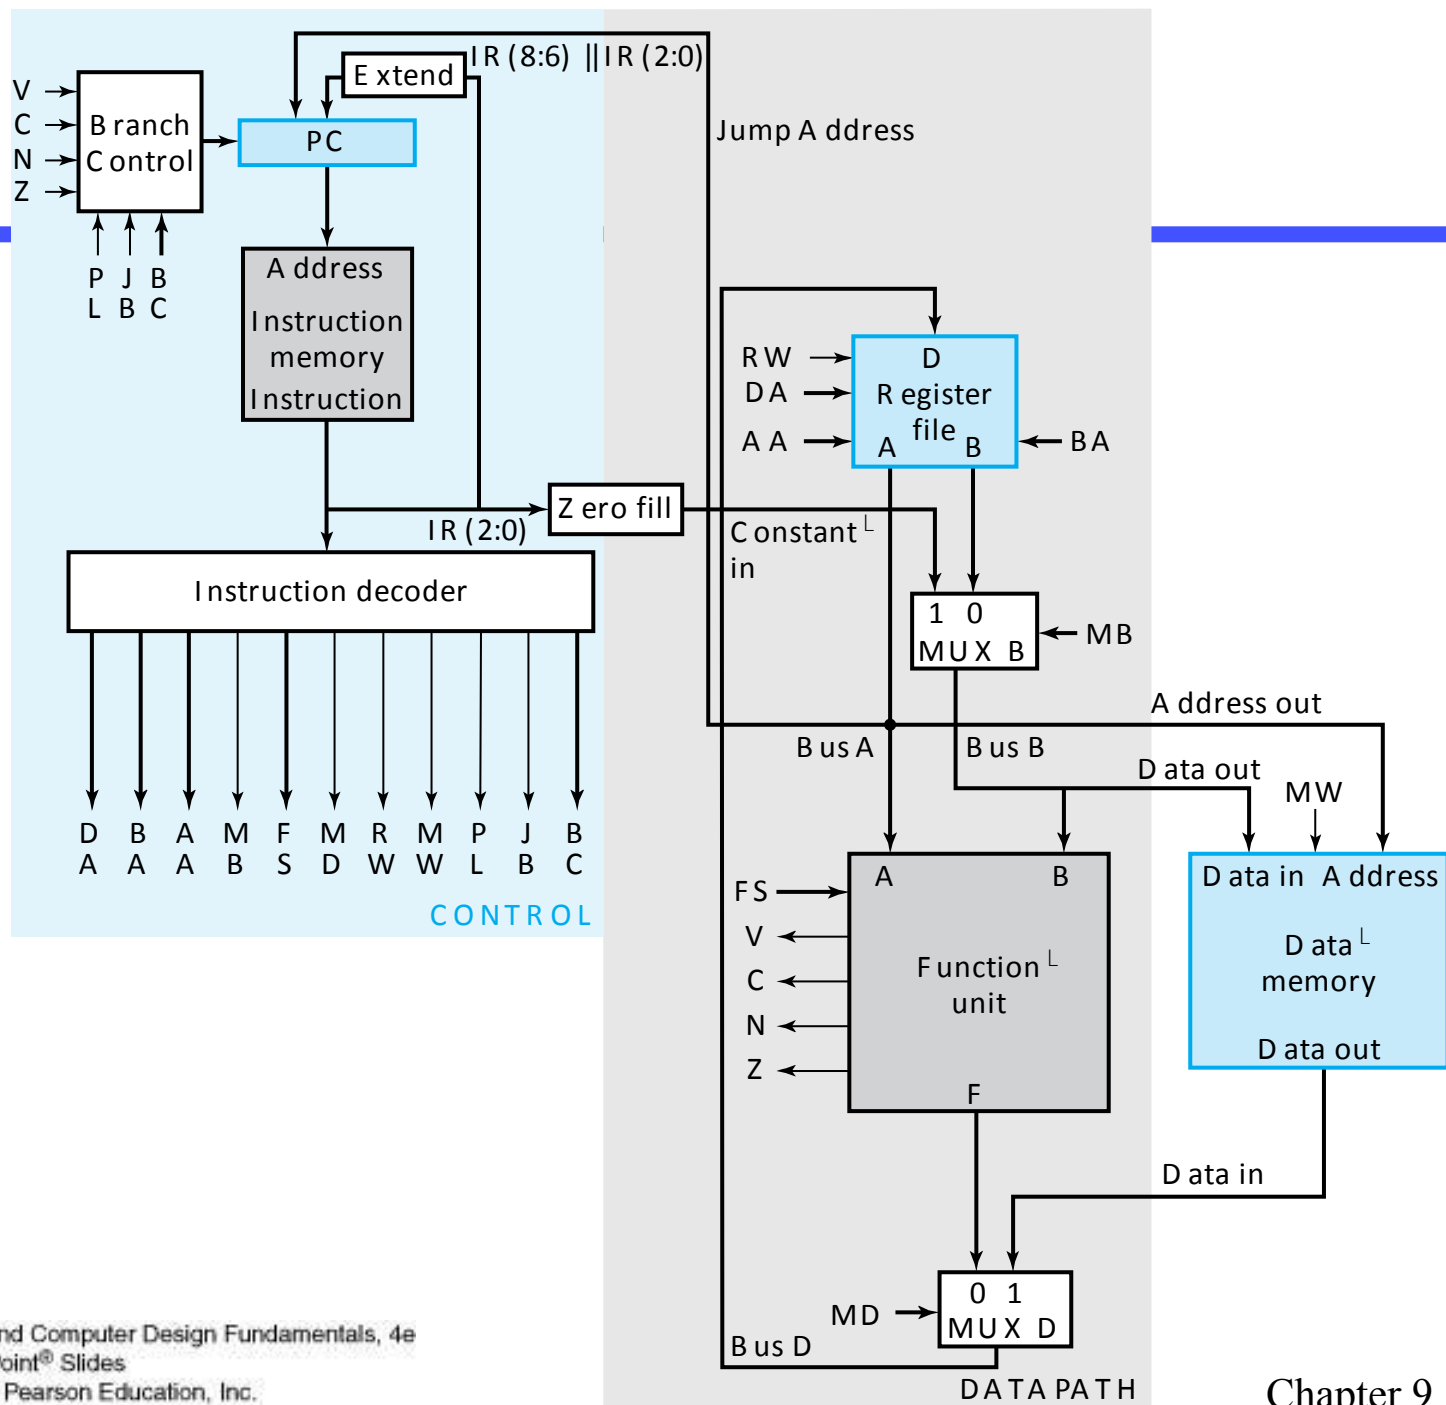 IR (8:6) || IR (2:0)
Extend
V
C
N
Z
Branch
Control
PC
Jump Address
P J B
L B C
Address
Instruction
memory
Instruction
RW
DA
AA
D
Register
file
A B
BA
IR (2:0)
Zero fill
Constant
in
Instruction decoder
1 0
MUX B
MB
Address out
Bus A
Bus B
Data out
MW
D B A M F M R M P J B
A A A B S D W W L B C
CONTROL
FS
V
C
N
Z
A B
Function
unit
F
Data in Address
Data
memory
Data out
Data in
0 1
MUX D
MD
Bus D
DATAPATH
nd Computer Design Fundamentals, 4e
oint® Slides
Pearson Education, Inc.
Chapter 9